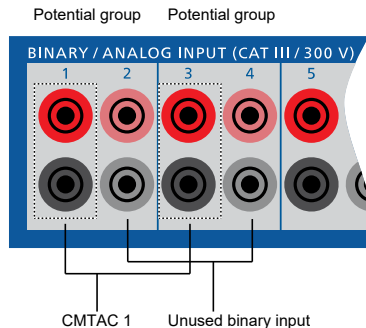 Potential group Potential group
BINARY / ANALOG INPUT (CAT III / 300 V)
1 2 3 4 5
CMTAC 1 Unused binary input